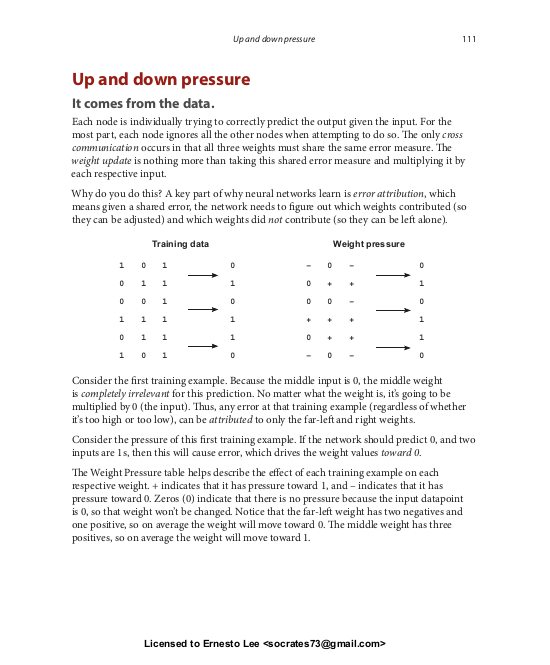 Up and down pressure 111
Up and down pressure
It comes from the data.
Each node is individually trying to correctly predict the output given the input. For the
most part, each node ignores all the other nodes when attempting to do so. The only cross
communication occurs in that all three weights must share the same error measure. The
weight update is nothing more than taking this shared error measure and multiplying it by
each respective input.
Why do you do this? A key part of why neural networks learn is error attribution, which
means given a shared error, the network needs to figure out which weights contributed (so
they can be adjusted) and which weights did not contribute (so they can be left alone).
Training data Weight pressure
1 0 1 0 – 0 – 0
0 1 1 1 0 + + 1
0 0 1 0 0 0 – 0
1 1 1 1 + + + 1
0 1 1 1 0 + + 1
1 0 1 0 – 0 – 0
Consider the first training example. Because the middle input is 0, the middle weight
is completely irrelevant for this prediction. No matter what the weight is, it's going to be
multiplied by 0 (the input). Thus, any error at that training example (regardless of whether
it's too high or too low), can be attributed to only the far-left and right weights.
Consider the pressure of this first training example. If the network should predict 0, and two
inputs are 1s, then this will cause error, which drives the weight values toward 0.
The Weight Pressure table helps describe the effect of each training example on each
respective weight. + indicates that it has pressure toward 1, and – indicates that it has
pressure toward 0. Zeros (0) indicate that there is no pressure because the input datapoint
is 0, so that weight won't be changed. Notice that the far-left weight has two negatives and
one positive, so on average the weight will move toward 0. The middle weight has three
positives, so on average the weight will move toward 1.
Licensed to Ernesto Lee <socrates73@gmail.com>